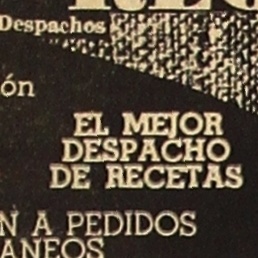 Despachos
ón
EL MEJOR
DESPACHO
DE RECETAS
N A PEDIDOS
ANEOS